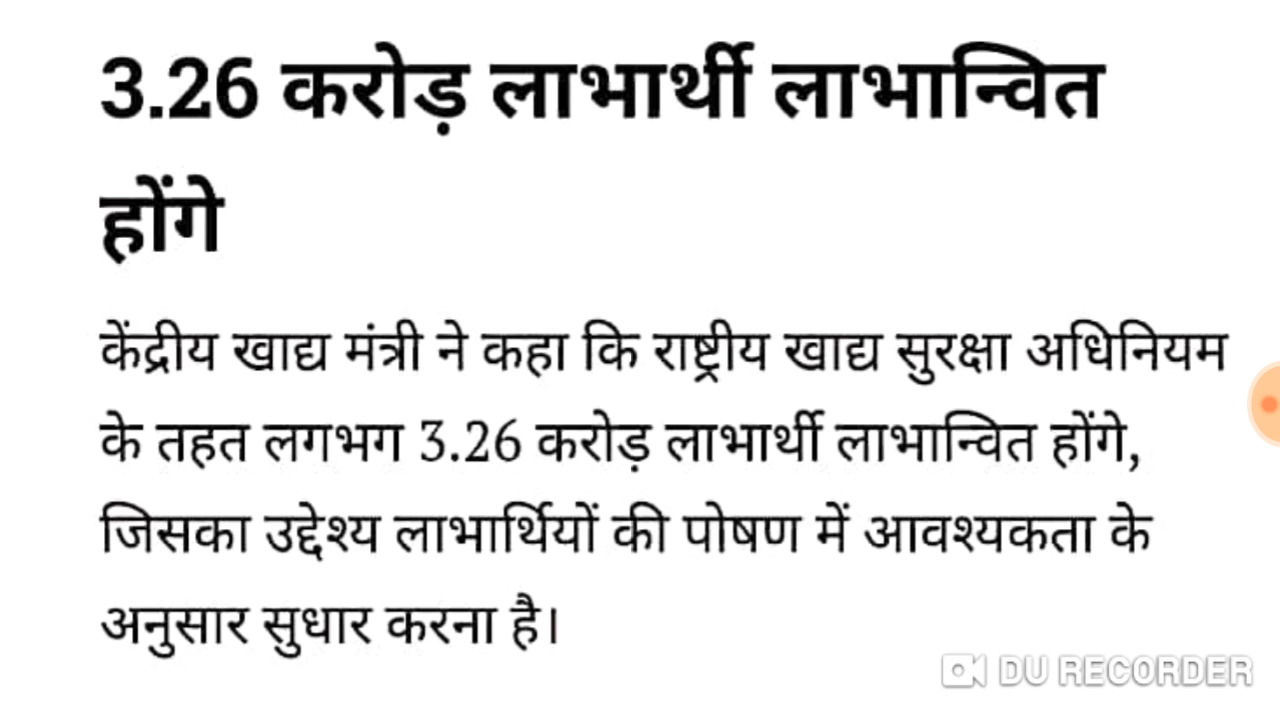 3.26 करोड़ लाभार्थी लाभान्वित
होंगे
केंद्रीय खाद्य मंत्री ने कहा कि राष्ट्रीय खाद्य सुरक्षा अधिनियम
के तहत लगभग 3.26 करोड़ लाभार्थी लाभान्वित होंगे,
जिसका उद्देश्य लाभार्थियों की पोषण में आवश्यकता के
अनुसार सुधार करना है।
DU RECORDER